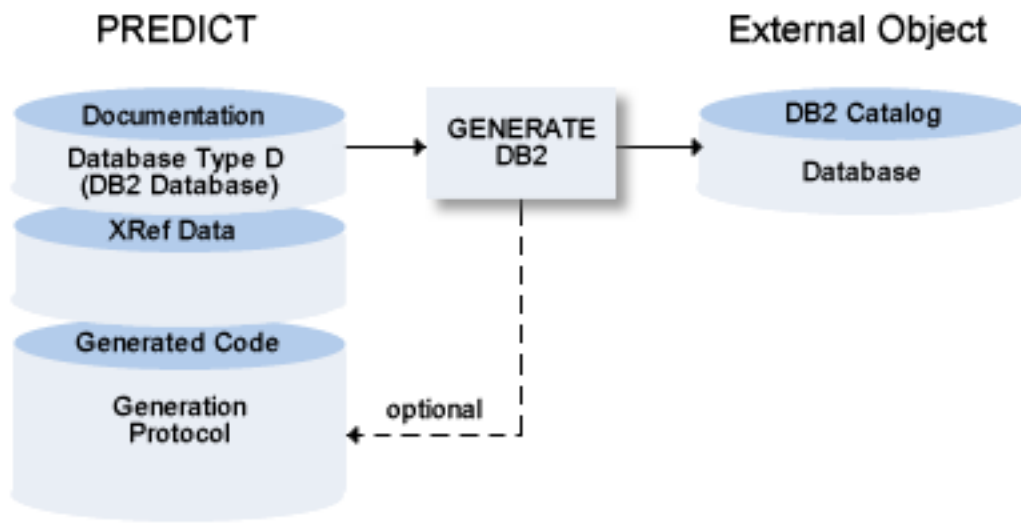 PREDICT
External Object
Documentation
Database Type D
(DB2 Database)
GENERATE
DB2
DB2 Catalog
Database
XRef Data
Generated Code
Generation
Protocol
optional